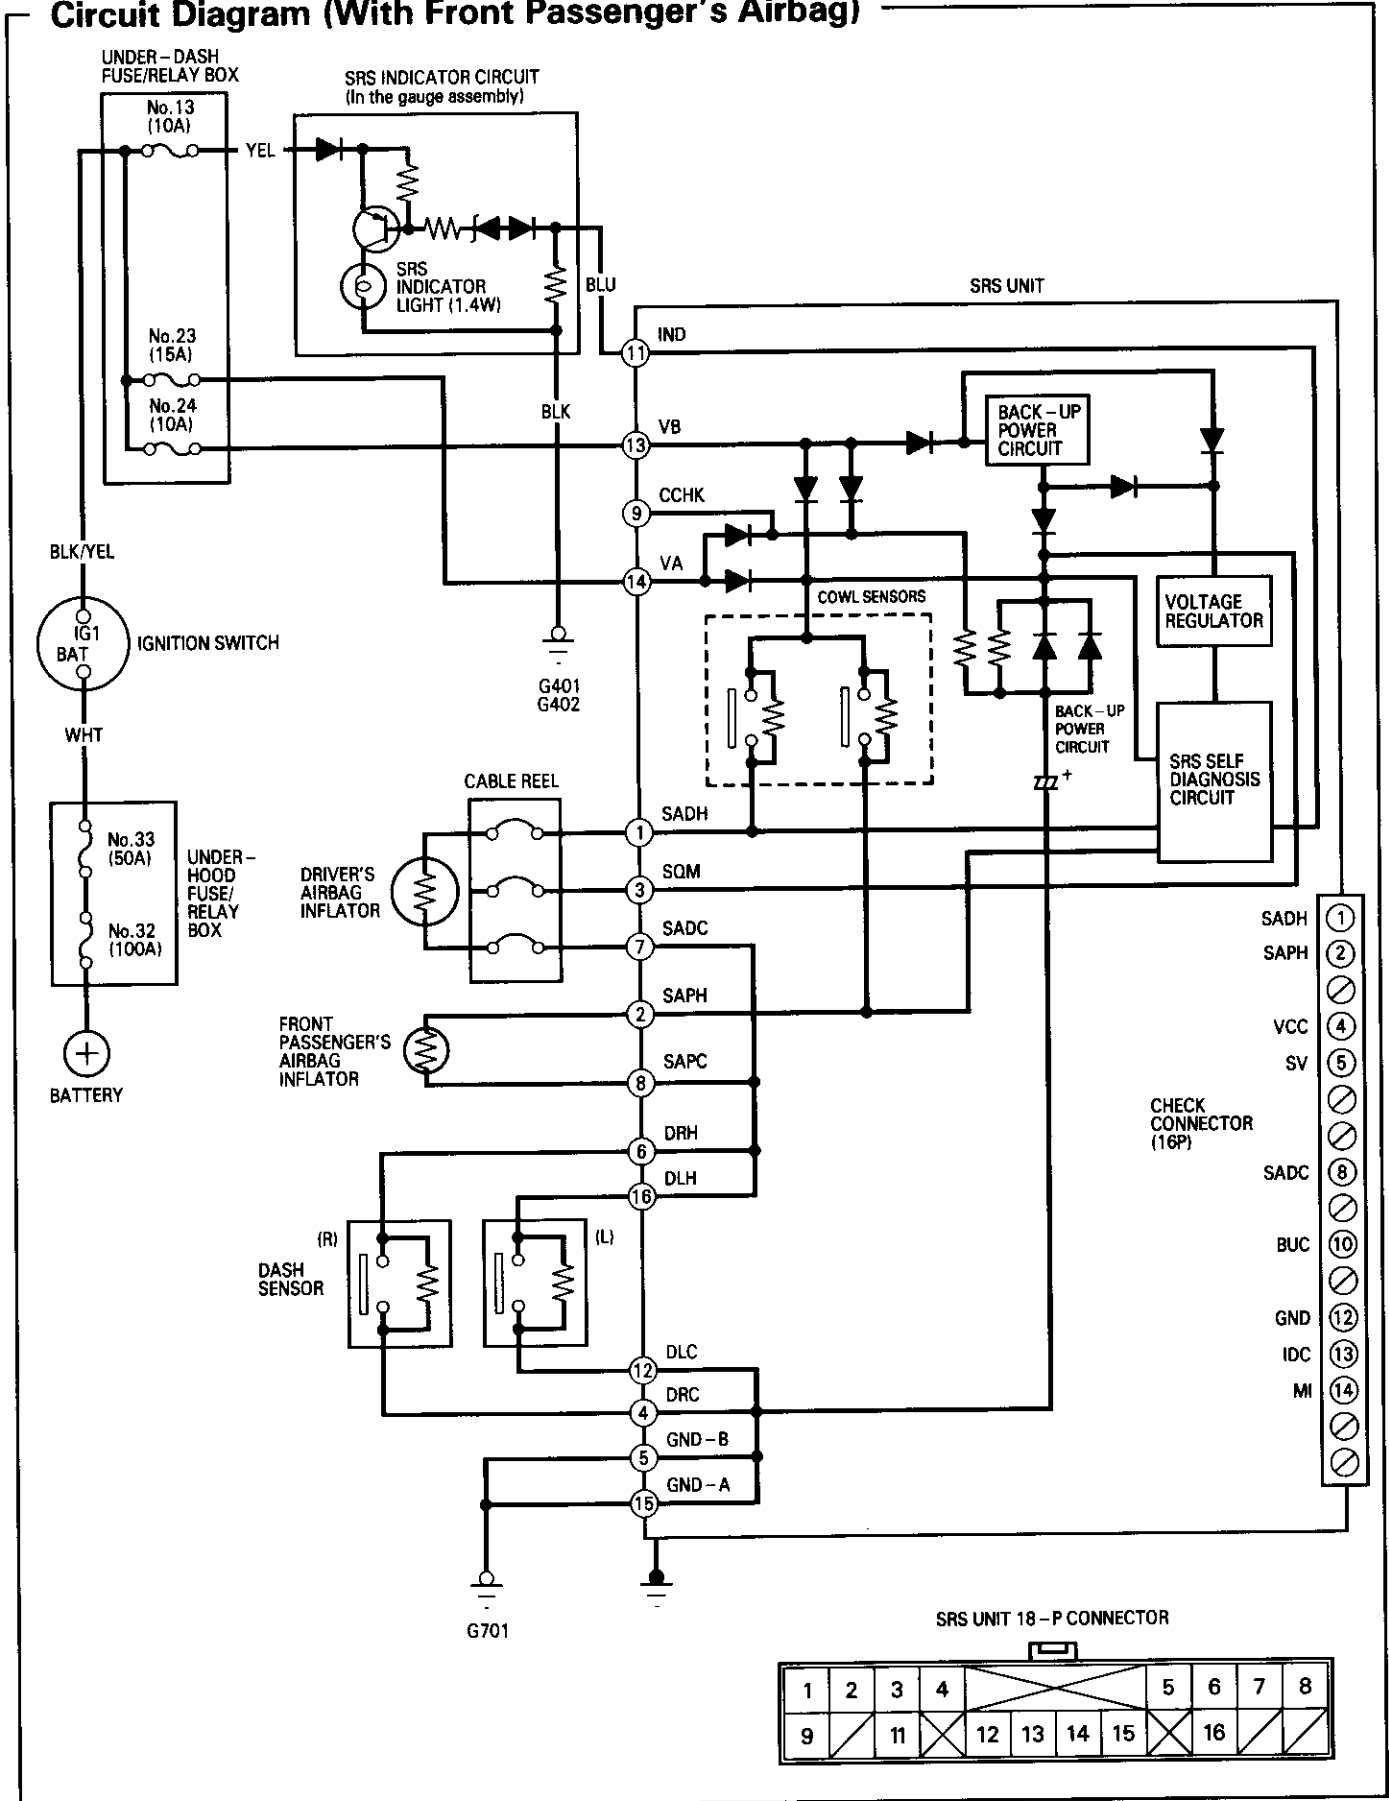 Circuit Diagram (With Front Passenger's Airbag)
UNDER–DASH
FUSE/RELAY BOX
No.13
(10A)
YEL
SRS INDICATOR CIRCUIT
(In the gauge assembly)
SRS
INDICATOR
LIGHT (1.4W)
BLU
SRS UNIT
No.23
(15A)
No.24
(10A)
BLK
11
IND
13
VB
9
CCHK
14
VA
BACK–UP
POWER
CIRCUIT
BLK/YEL
IG1
BAT
IGNITION SWITCH
WHT
G401
G402
COWL SENSORS
VOLTAGE
REGULATOR
BACK–UP
POWER
CIRCUIT
+
SRS SELF
DIAGNOSIS
CIRCUIT
No.33
(50A)
No.32
(100A)
UNDER–
HOOD
FUSE/
RELAY
BOX
BATTERY
CABLE REEL
DRIVER'S
AIRBAG
INFLATOR
1
SADH
3
SQM
7
SADC
2
SAPH
8
SAPC
FRONT
PASSENGER'S
AIRBAG
INFLATOR
6
DRH
16
DLH
(R)
(L)
DASH
SENSOR
12
DLC
4
DRC
5
GND–B
15
GND–A
G701
CHECK
CONNECTOR
(16P)
SADH 1
SAPH 2
VCC 4
SV 5
SADC 8
BUC 10
GND 12
IDC 13
MI 14
SRS UNIT 18–P CONNECTOR
1 2 3 4 5 6 7 8
9 11 12 13 14 15 16